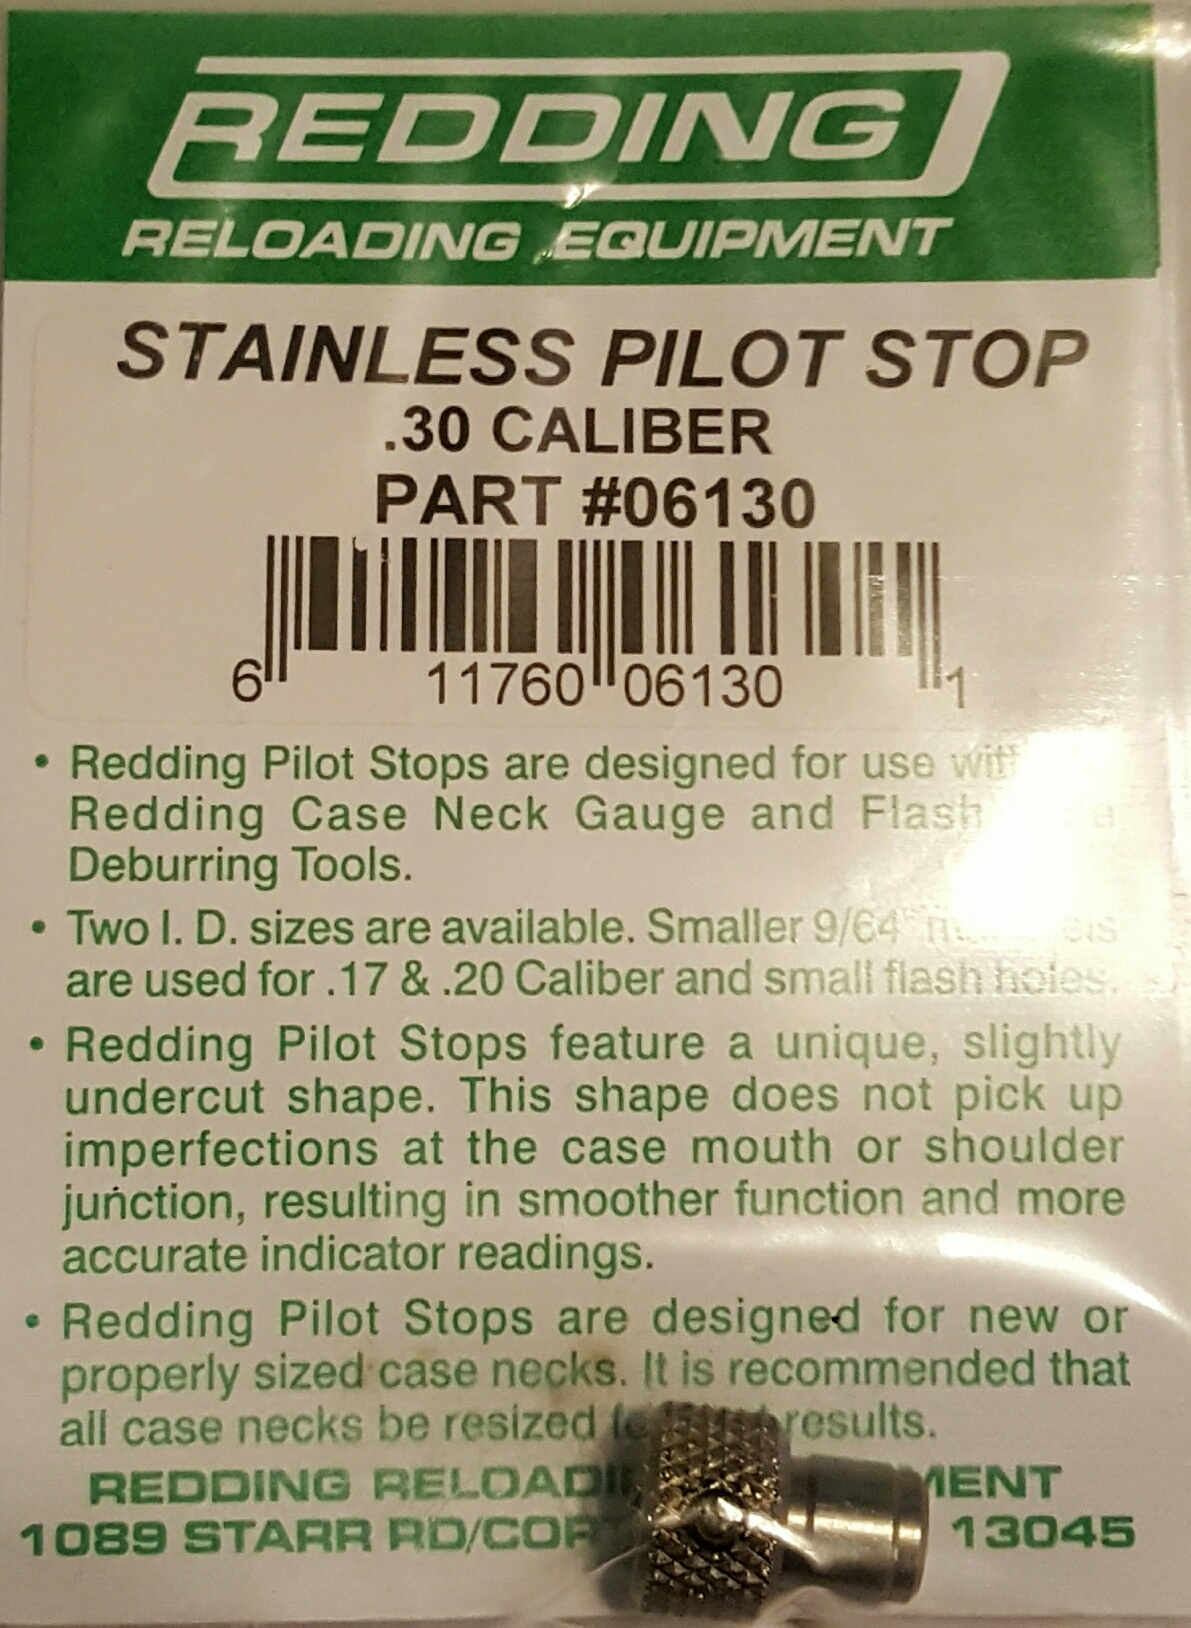 REDDING
RELOADING EQUIPMENT
STAINLESS PILOT STOP
.30 CALIBER
PART #06130
6 11760 06130 1
• Redding Pilot Stops are designed for use
Redding Case Neck Gauge and Flash
Deburring Tools.
• Two I. D. sizes are available. Smaller 9/64"
are used for .17 & .20 Caliber and small flash holes.
• Redding Pilot Stops feature a unique, slightly
undercut shape. This shape does not pick up
imperfections at the case mouth or shoulder
junction, resulting in smoother function and more
accurate indicator readings.
• Redding Pilot Stops are designed for new or
properly sized case necks. It is recommended that
all case necks be resized results.
REDDING
1089 STARR RD/ 13045